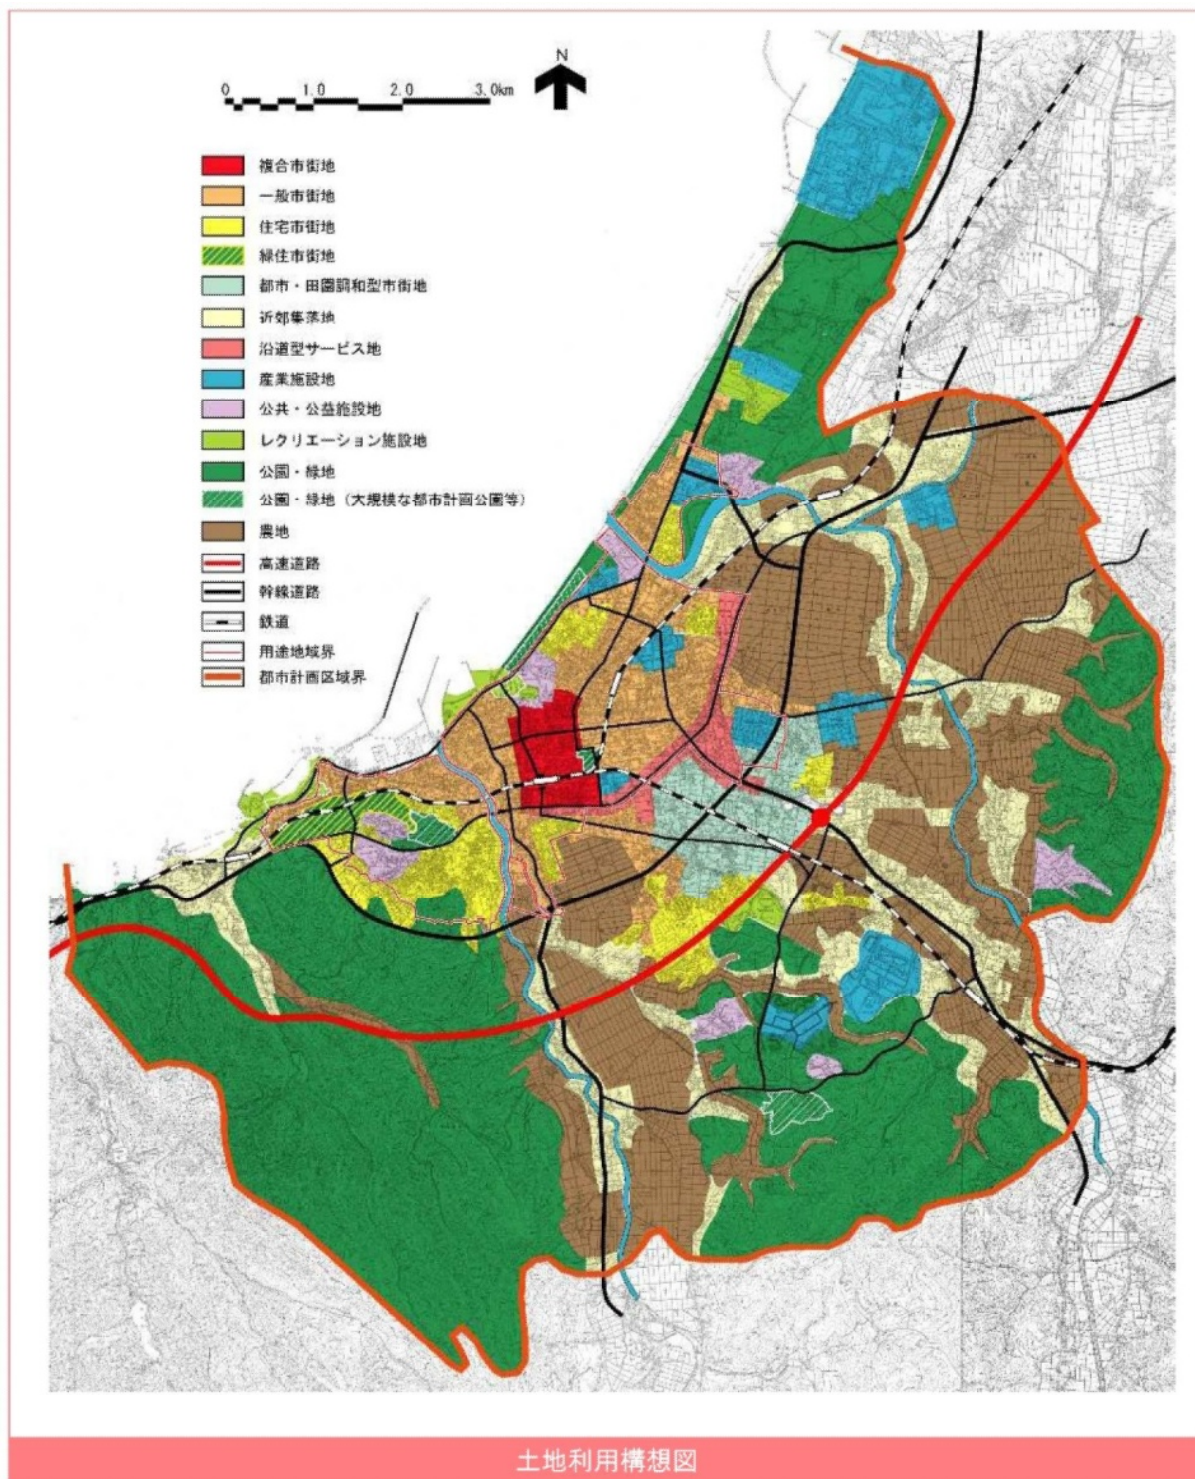 N
0 1.0 2.0 3.0km
複合市街地
一般市街地
住宅市街地
緑住市街地
都市・田園調和型市街地
近郊集落地
沿道型サービス地
産業施設地
公共・公益施設地
レクリエーション施設地
公園・緑地
公園・緑地（大規模な都市計画公園等）
農地
高速道路
幹線道路
鉄道
用途地域界
都市計画区域界
土地利用構想図